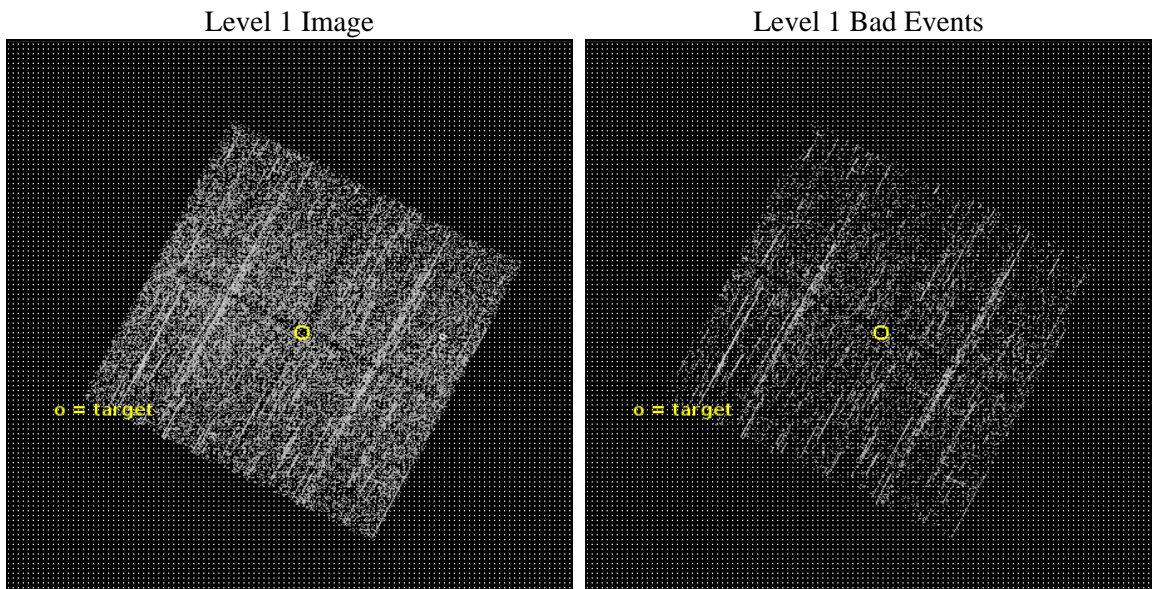 Level 1 Image
Level 1 Bad Events
o = target
o = target